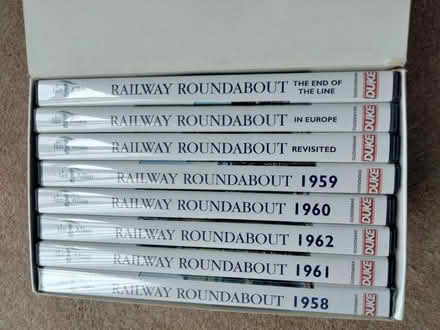 RAILWAY ROUNDABOUT THE END OF THE LINE DUKE
RAILWAY ROUNDABOUT IN EUROPE DUKE
RAILWAY ROUNDABOUT REVISITED DUKE
RAILWAY ROUNDABOUT 1959 DUKE
RAILWAY ROUNDABOUT 1960 DUKE
RAILWAY ROUNDABOUT 1962 DUKE
RAILWAY ROUNDABOUT 1961 DUKE
RAILWAY ROUNDABOUT 1958 DUKE